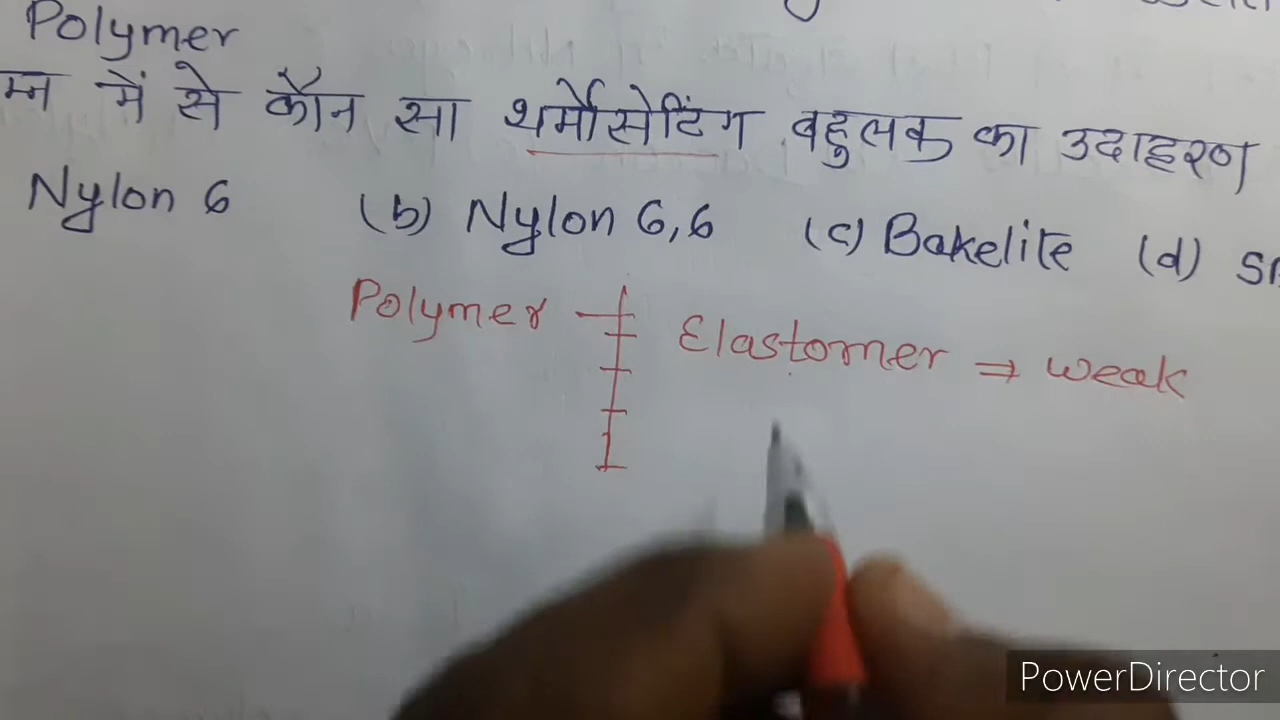 Polymer
म्न में से कौन सा थर्मोसेटिंग बहुलक का उदाहरण
Nylon 6 (b) Nylon 6,6 (c) Bakelite (d)
Polymer Elastomer ⇒ weak
PowerDirector